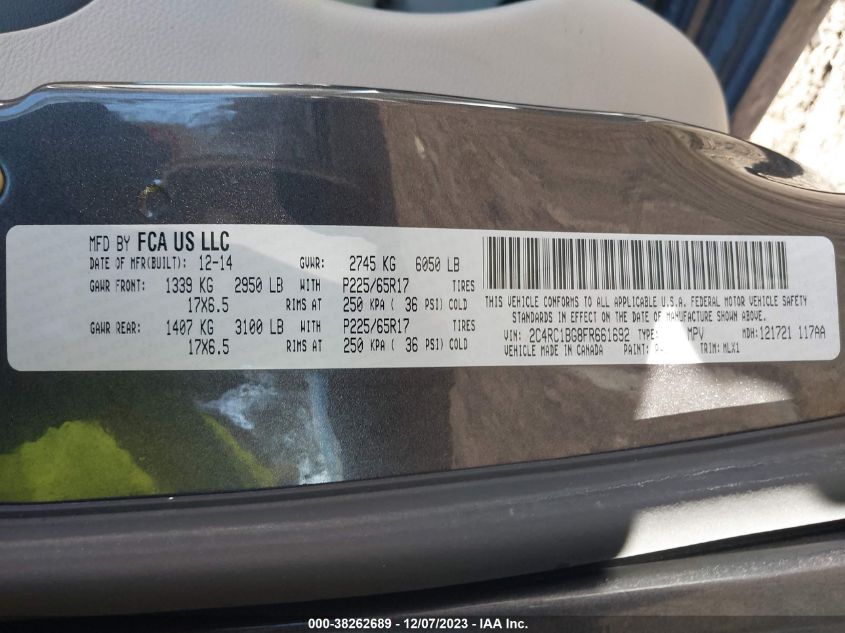 MFD BY FCA US LLC
DATE OF MFR(BUILT): 12-14 GVWR: 2745 KG 6050 LB
GAWR FRONT: 1339 KG 2950 LB WITH P225/65R17 TIRES
17X6.5 RIMS AT 250 KPA ( 36 PSI) COLD
GAWR REAR: 1407 KG 3100 LB WITH P225/65R17 TIRES
17X6.5 RIMS AT 250 KPA ( 36 PSI) COLD
THIS VEHICLE CONFORMS TO ALL APPLICABLE U.S.A. FEDERAL MOTOR VEHICLE SAFETY
STANDARDS IN EFFECT ON THE DATE OF MANUFACTURE SHOWN ABOVE.
VIN: 2C4RC1BG8FR661692 TYPE: MPV MDH: 121721 117AA
VEHICLE MADE IN CANADA PAINT: TRIM: MLX1
000-38262689 - 12/07/2023 - IAA Inc.